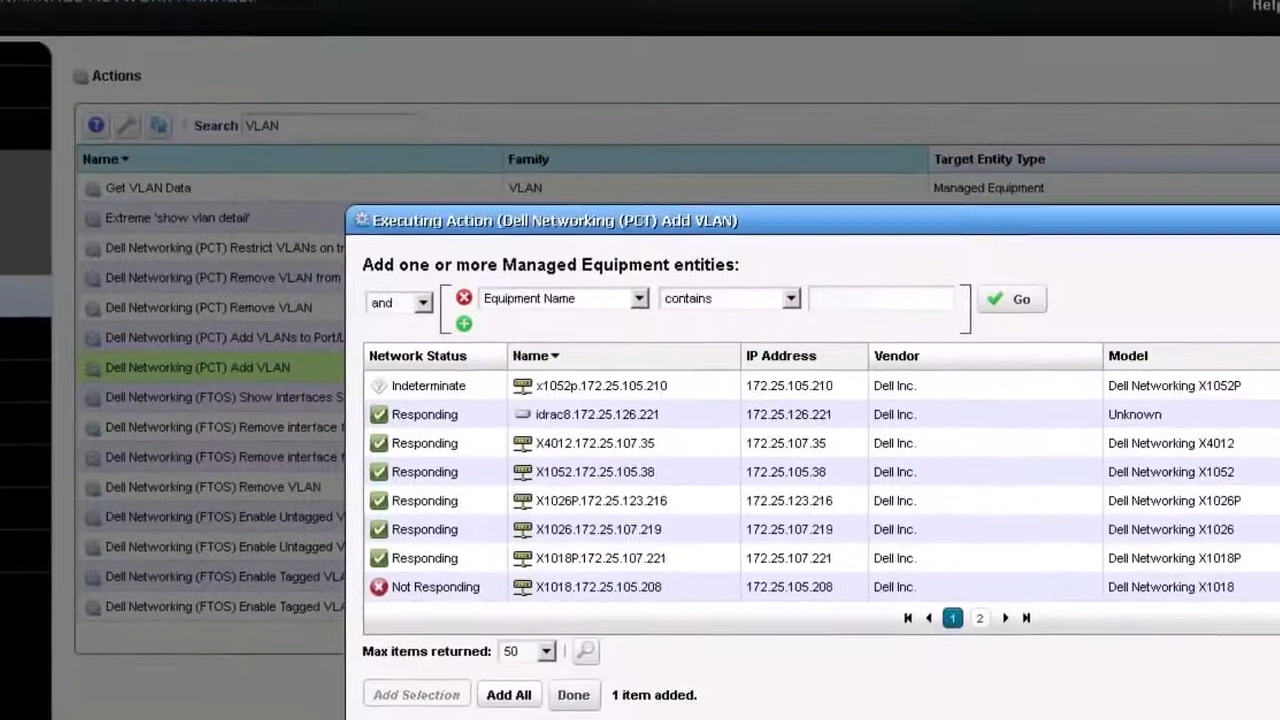 Help
Actions
Search VLAN
Name Family Target Entity Type
Get VLAN Data VLAN Managed Equipment
Extreme 'show vlan detail'
Dell Networking (PCT) Restrict VLANs on tr
Dell Networking (PCT) Remove VLAN from
Dell Networking (PCT) Remove VLAN
Dell Networking (PCT) Add VLANs to Port/L
Dell Networking (PCT) Add VLAN
Dell Networking (FTOS) Show Interfaces S
Dell Networking (FTOS) Remove interface f
Dell Networking (FTOS) Remove interface f
Dell Networking (FTOS) Remove VLAN
Dell Networking (FTOS) Enable Untagged V
Dell Networking (FTOS) Enable Untagged V
Dell Networking (FTOS) Enable Tagged VLA
Dell Networking (FTOS) Enable Tagged VLA
Executing Action (Dell Networking (PCT) Add VLAN)
Add one or more Managed Equipment entities:
and Equipment Name contains Go
Network Status Name IP Address Vendor Model
Indeterminate x1052p.172.25.105.210 172.25.105.210 Dell Inc. Dell Networking X1052P
Responding idrac8.172.25.126.221 172.25.126.221 Dell Inc. Unknown
Responding X4012.172.25.107.35 172.25.107.35 Dell Inc. Dell Networking X4012
Responding X1052.172.25.105.38 172.25.105.38 Dell Inc. Dell Networking X1052
Responding X1026P.172.25.123.216 172.25.123.216 Dell Inc. Dell Networking X1026P
Responding X1026.172.25.107.219 172.25.107.219 Dell Inc. Dell Networking X1026
Responding X1018P.172.25.107.221 172.25.107.221 Dell Inc. Dell Networking X1018P
Not Responding X1018.172.25.105.208 172.25.105.208 Dell Inc. Dell Networking X1018
1 2
Max items returned: 50
Add Selection Add All Done 1 item added.